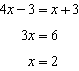 4x − 3 = x + 3
3x = 6
x = 2